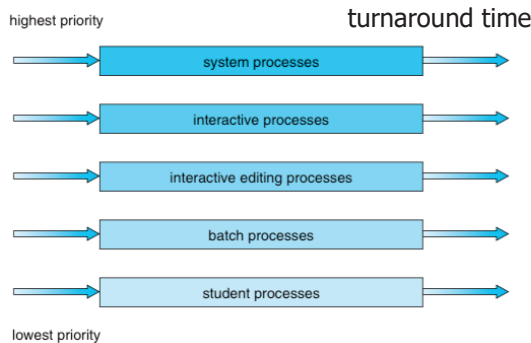 highest priority
turnaround time
system processes
interactive processes
interactive editing processes
batch processes
student processes
lowest priority